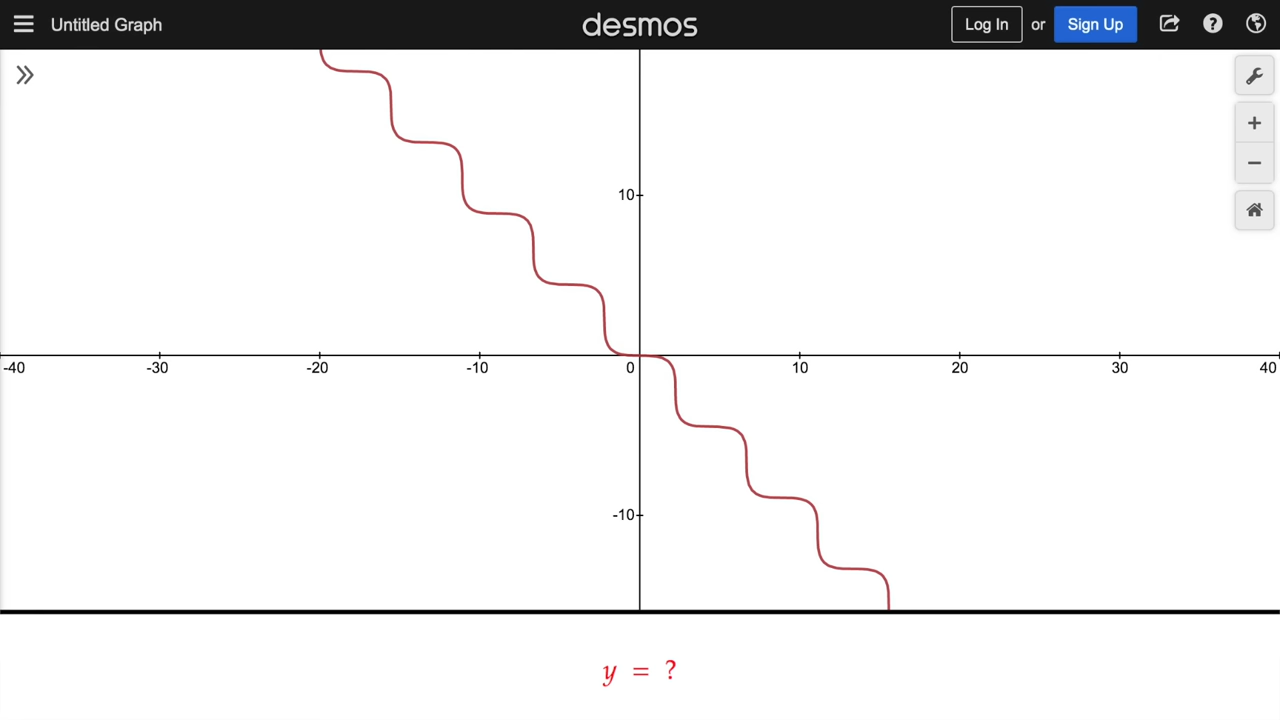 Untitled Graph
desmos
Log In or Sign Up
10
-40 -30 -20 -10 0 10 20 30 40
-10
y = ?